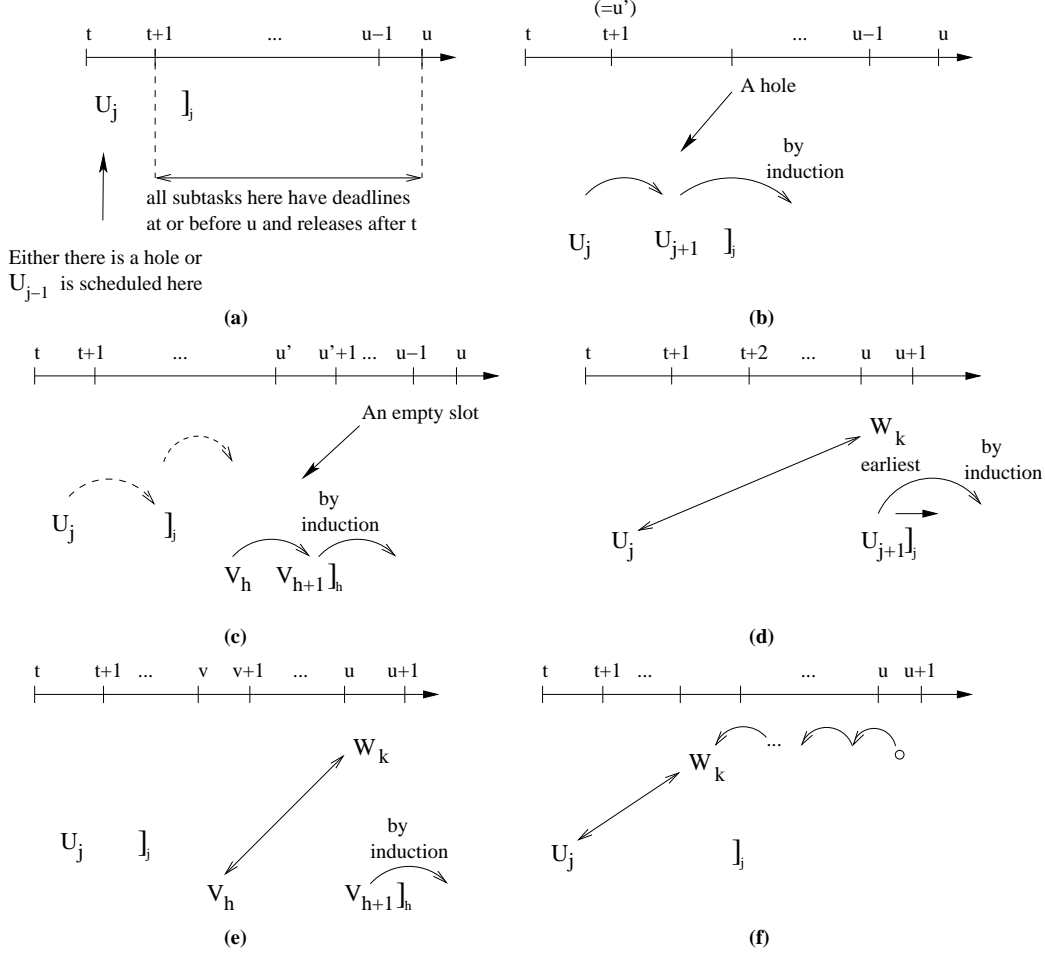 t t+1 ... u−1 u
U_j ]_j
all subtasks here have deadlines
at or before u and releases after t
Either there is a hole or
U_{j−1} is scheduled here
(a)
(=u')
t t+1 ... u−1 u
A hole
by
induction
U_j U_{j+1} ]_j
(b)
t t+1 ... u' u'+1 ... u−1 u
An empty slot
by
induction
U_j ]_j
V_h V_{h+1} ]_h
(c)
t t+1 t+2 ... u u+1
W_k
earliest
by
induction
U_j U_{j+1} ]_j
(d)
t t+1 ... v v+1 ... u u+1
W_k
U_j ]_j
by
induction
V_h V_{h+1} ]_h
(e)
t t+1 ... ... u u+1
...
W_k
U_j ]_j
(f)